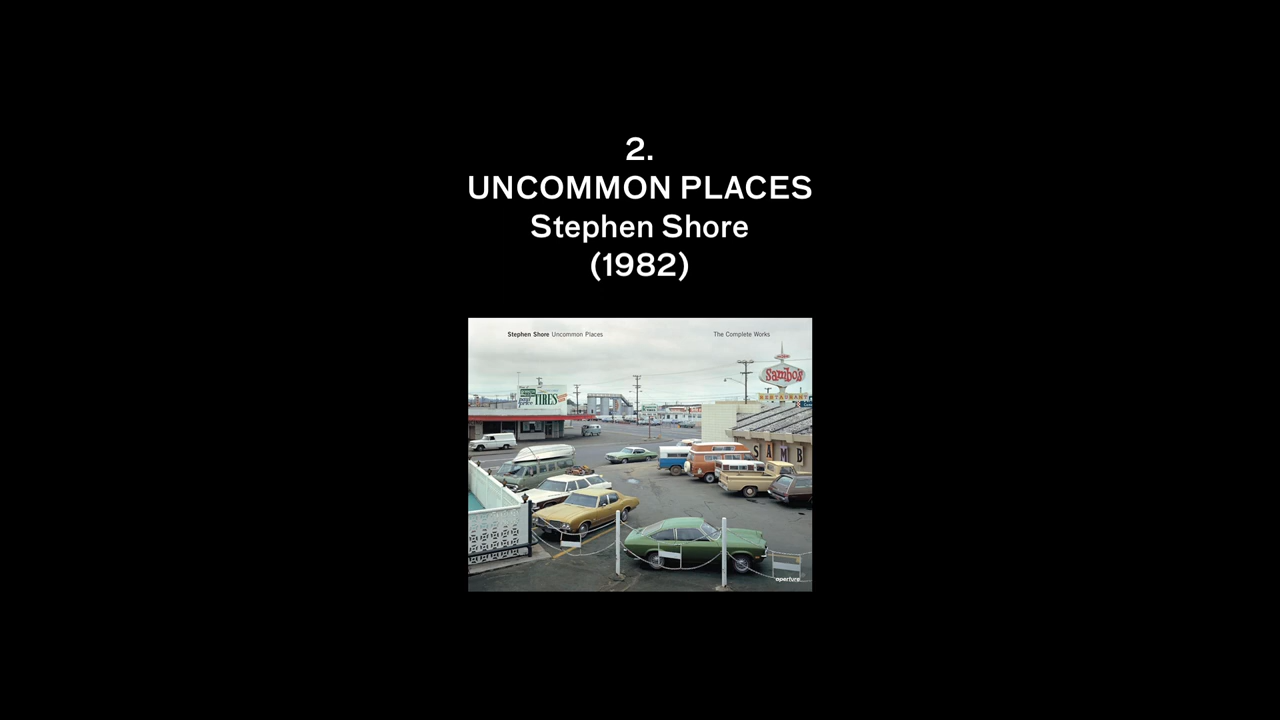 2.
UNCOMMON PLACES
Stephen Shore
(1982)
Stephen Shore Uncommon Places
The Complete Works
Sambo's
RESTAURANT
TIRES
SAMB
aperture